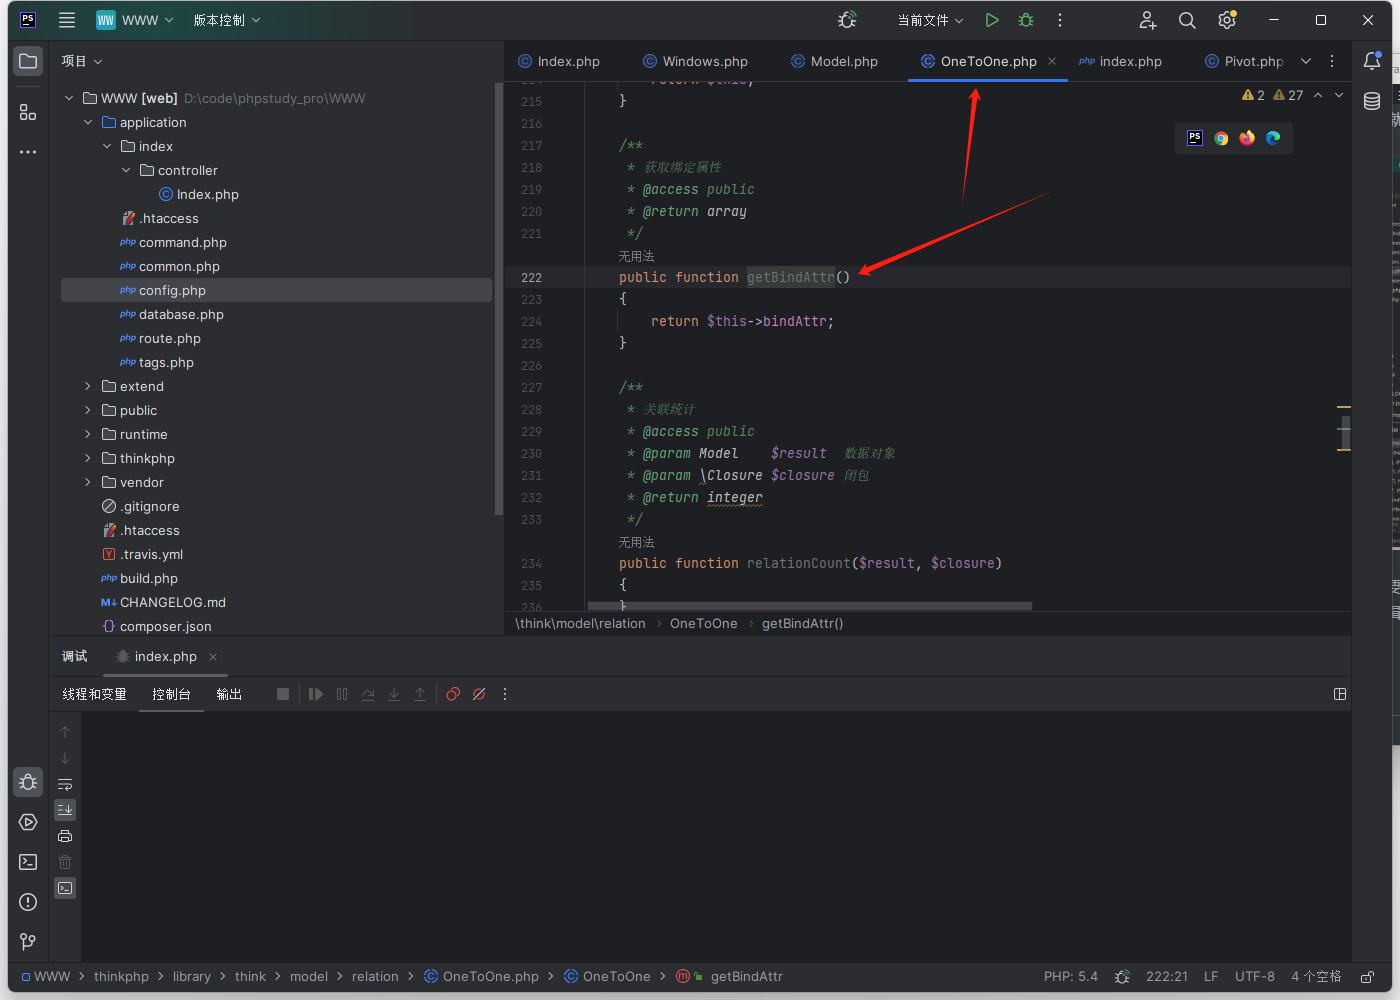 PS
WW WWW 版本控制 当前文件
项目
Index.php Windows.php Model.php OneToOne.php php index.php Pivot.php
WWW [web] D:\code\phpstudy_pro\WWW
application
index
controller
Index.php
.htaccess
php command.php
php common.php
php config.php
php database.php
php route.php
php tags.php
extend
public
runtime
thinkphp
vendor
.gitignore
.htaccess
.travis.yml
php build.php
M↓ CHANGELOG.md
{} composer.json
2 27
PS
215 }
216
217 /**
218 * 获取绑定属性
219 * @access public
220 * @return array
221 */
无用法
222 public function getBindAttr()
223 {
224 return $this->bindAttr;
225 }
226
227 /**
228 * 关联统计
229 * @access public
230 * @param Model $result 数据对象
231 * @param \Closure $closure 闭包
232 * @return integer
233 */
无用法
234 public function relationCount($result, $closure)
235 {
236 }
\think\model\relation › OneToOne › getBindAttr()
调试 index.php
线程和变量 控制台 输出
WWW > thinkphp > library > think > model > relation > OneToOne.php > OneToOne > getBindAttr
PHP: 5.4 222:21 LF UTF-8 4 个空格